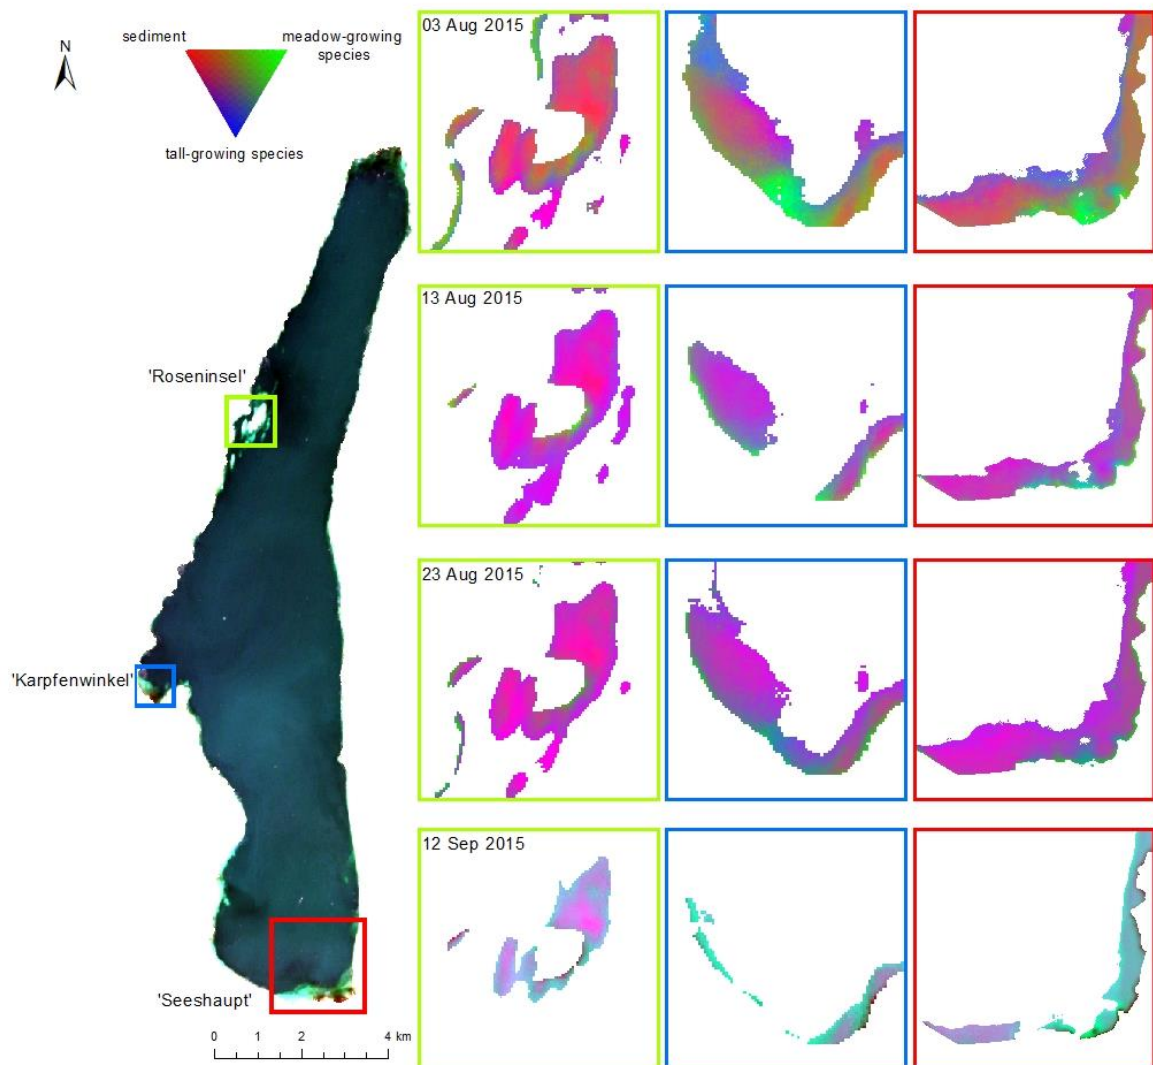 N
sediment
meadow-growing
species
tall-growing species
03 Aug 2015
13 Aug 2015
'Roseninsel'
23 Aug 2015
'Karpfenwinkel'
12 Sep 2015
'Seeshaupt'
0 1 2 4 km